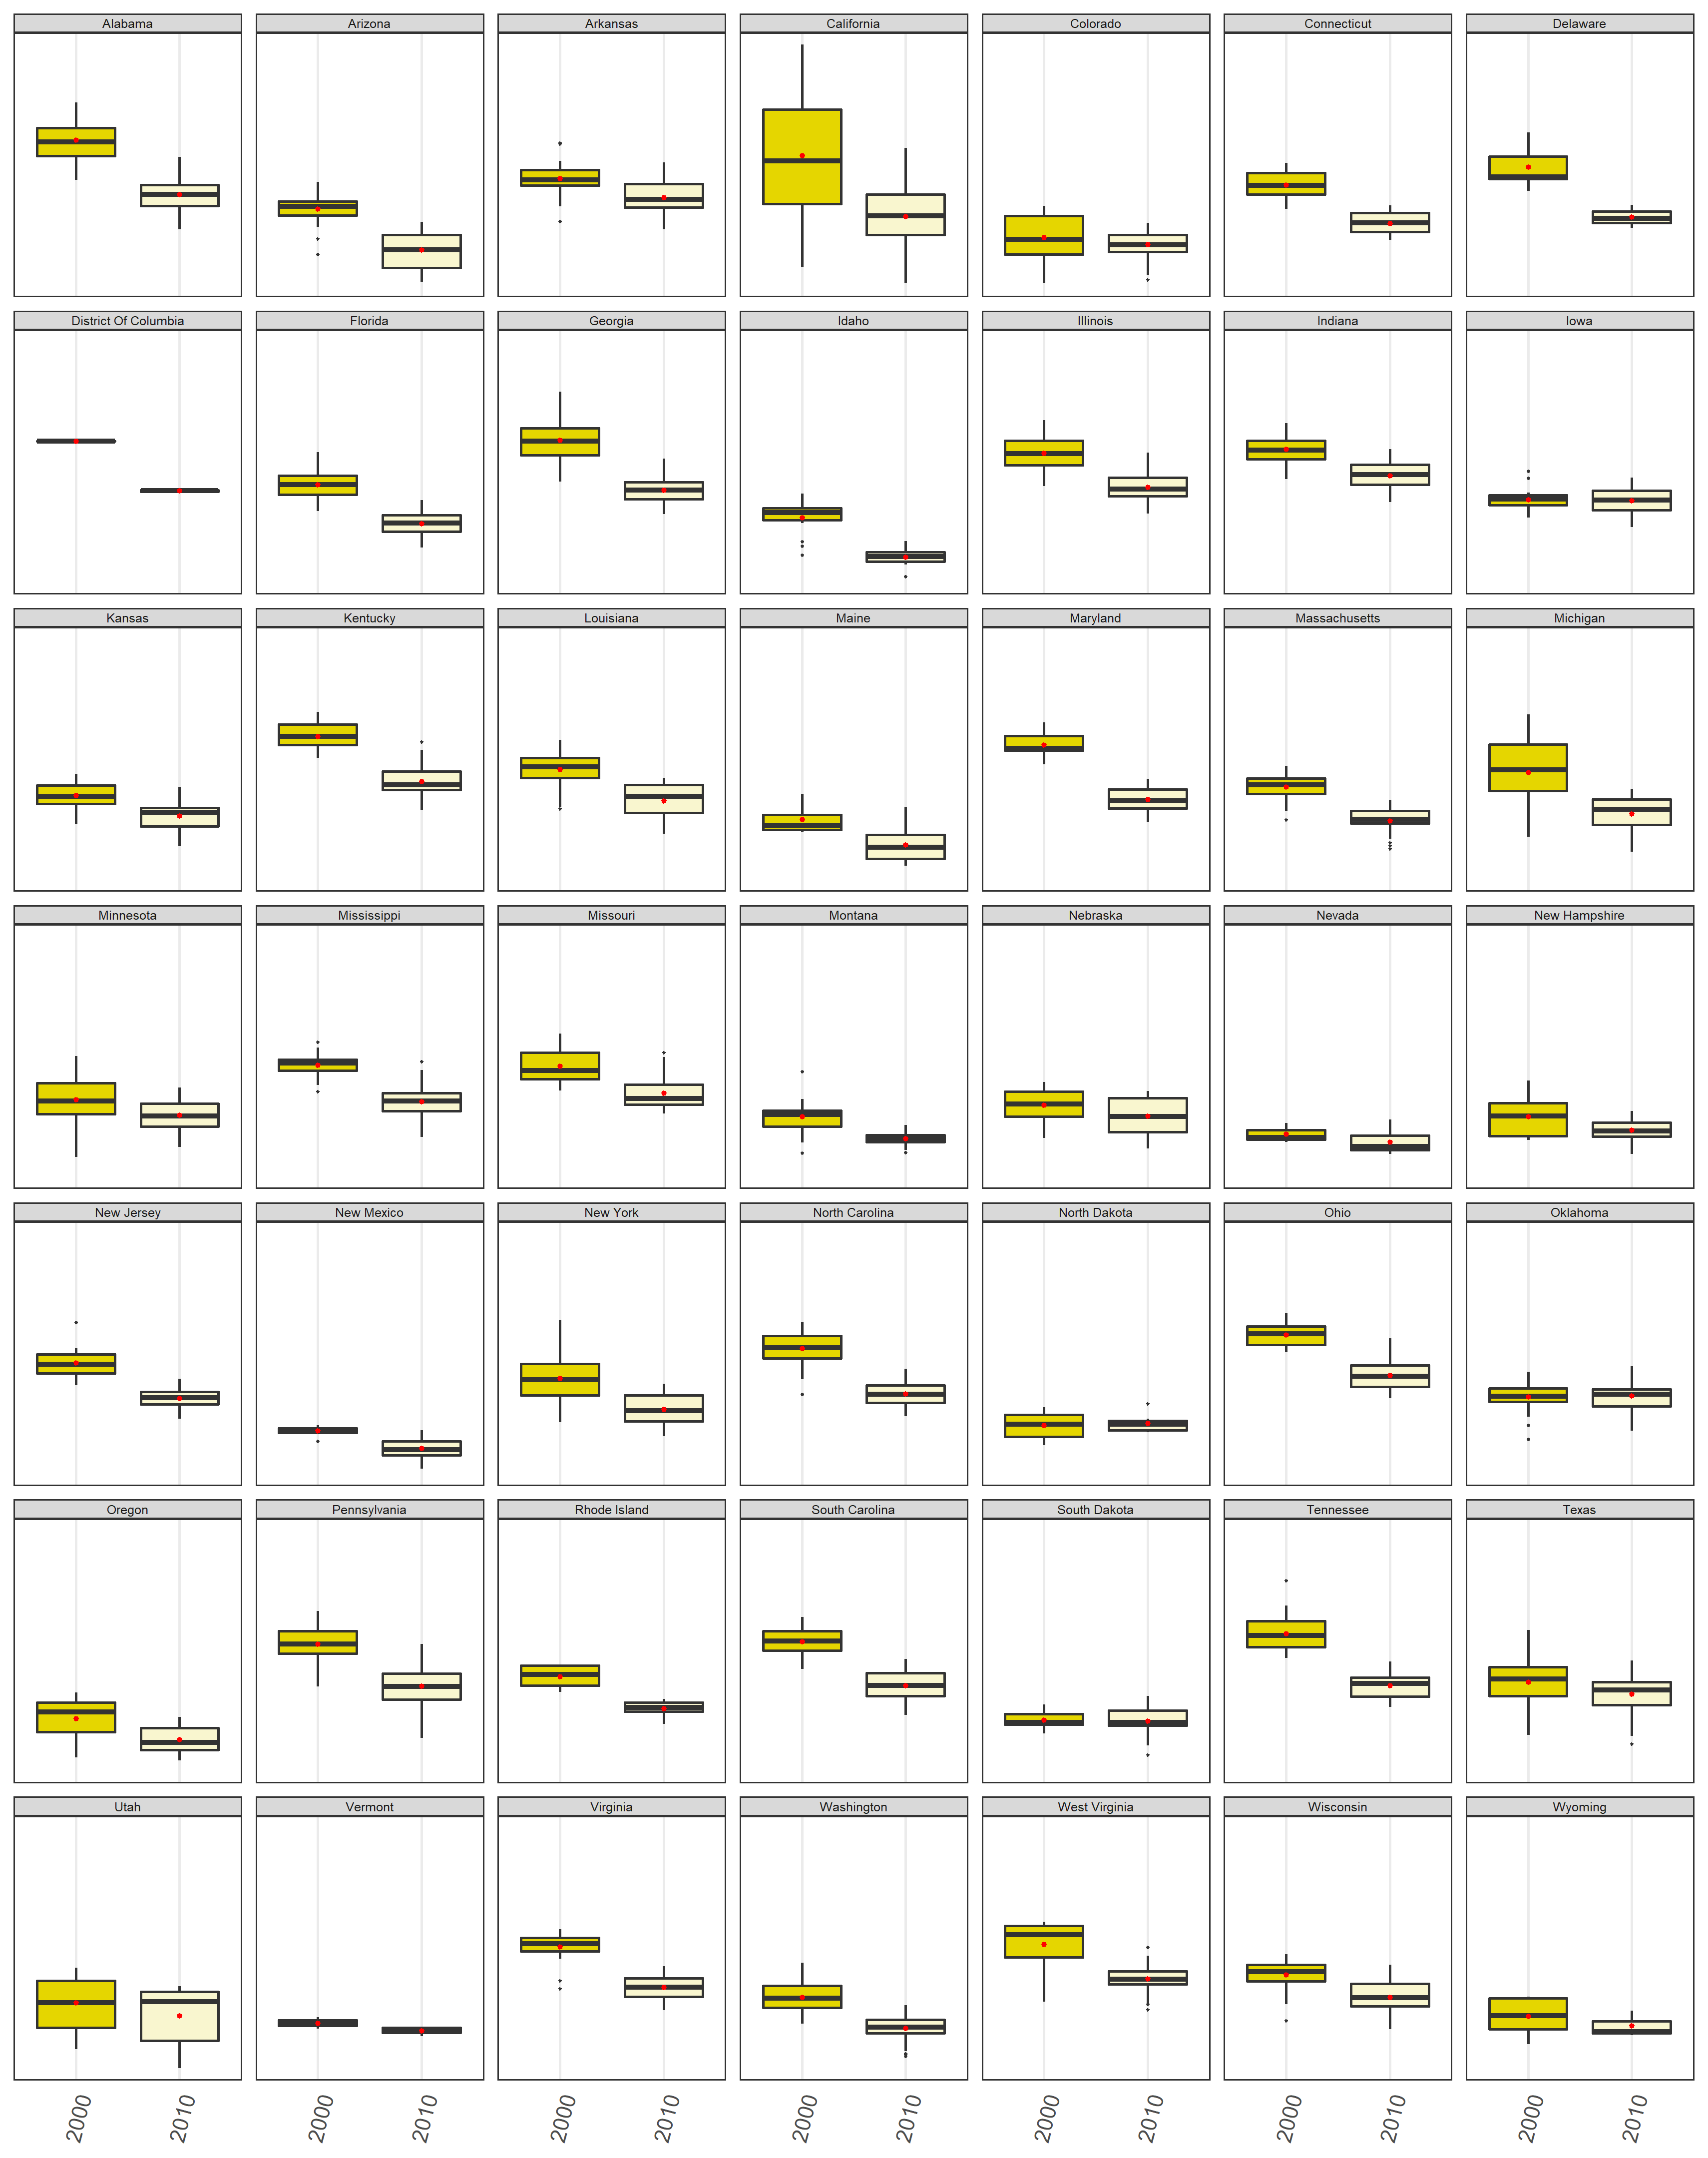 Alabama Arizona Arkansas California Colorado Connecticut Delaware
District Of Columbia Florida Georgia Idaho Illinois Indiana Iowa
Kansas Kentucky Louisiana Maine Maryland Massachusetts Michigan
Minnesota Mississippi Missouri Montana Nebraska Nevada New Hampshire
New Jersey New Mexico New York North Carolina North Dakota Ohio Oklahoma
Oregon Pennsylvania Rhode Island South Carolina South Dakota Tennessee Texas
Utah Vermont Virginia Washington West Virginia Wisconsin Wyoming
2000 2010 2000 2010 2000 2010 2000 2010 2000 2010 2000 2010 2000 2010